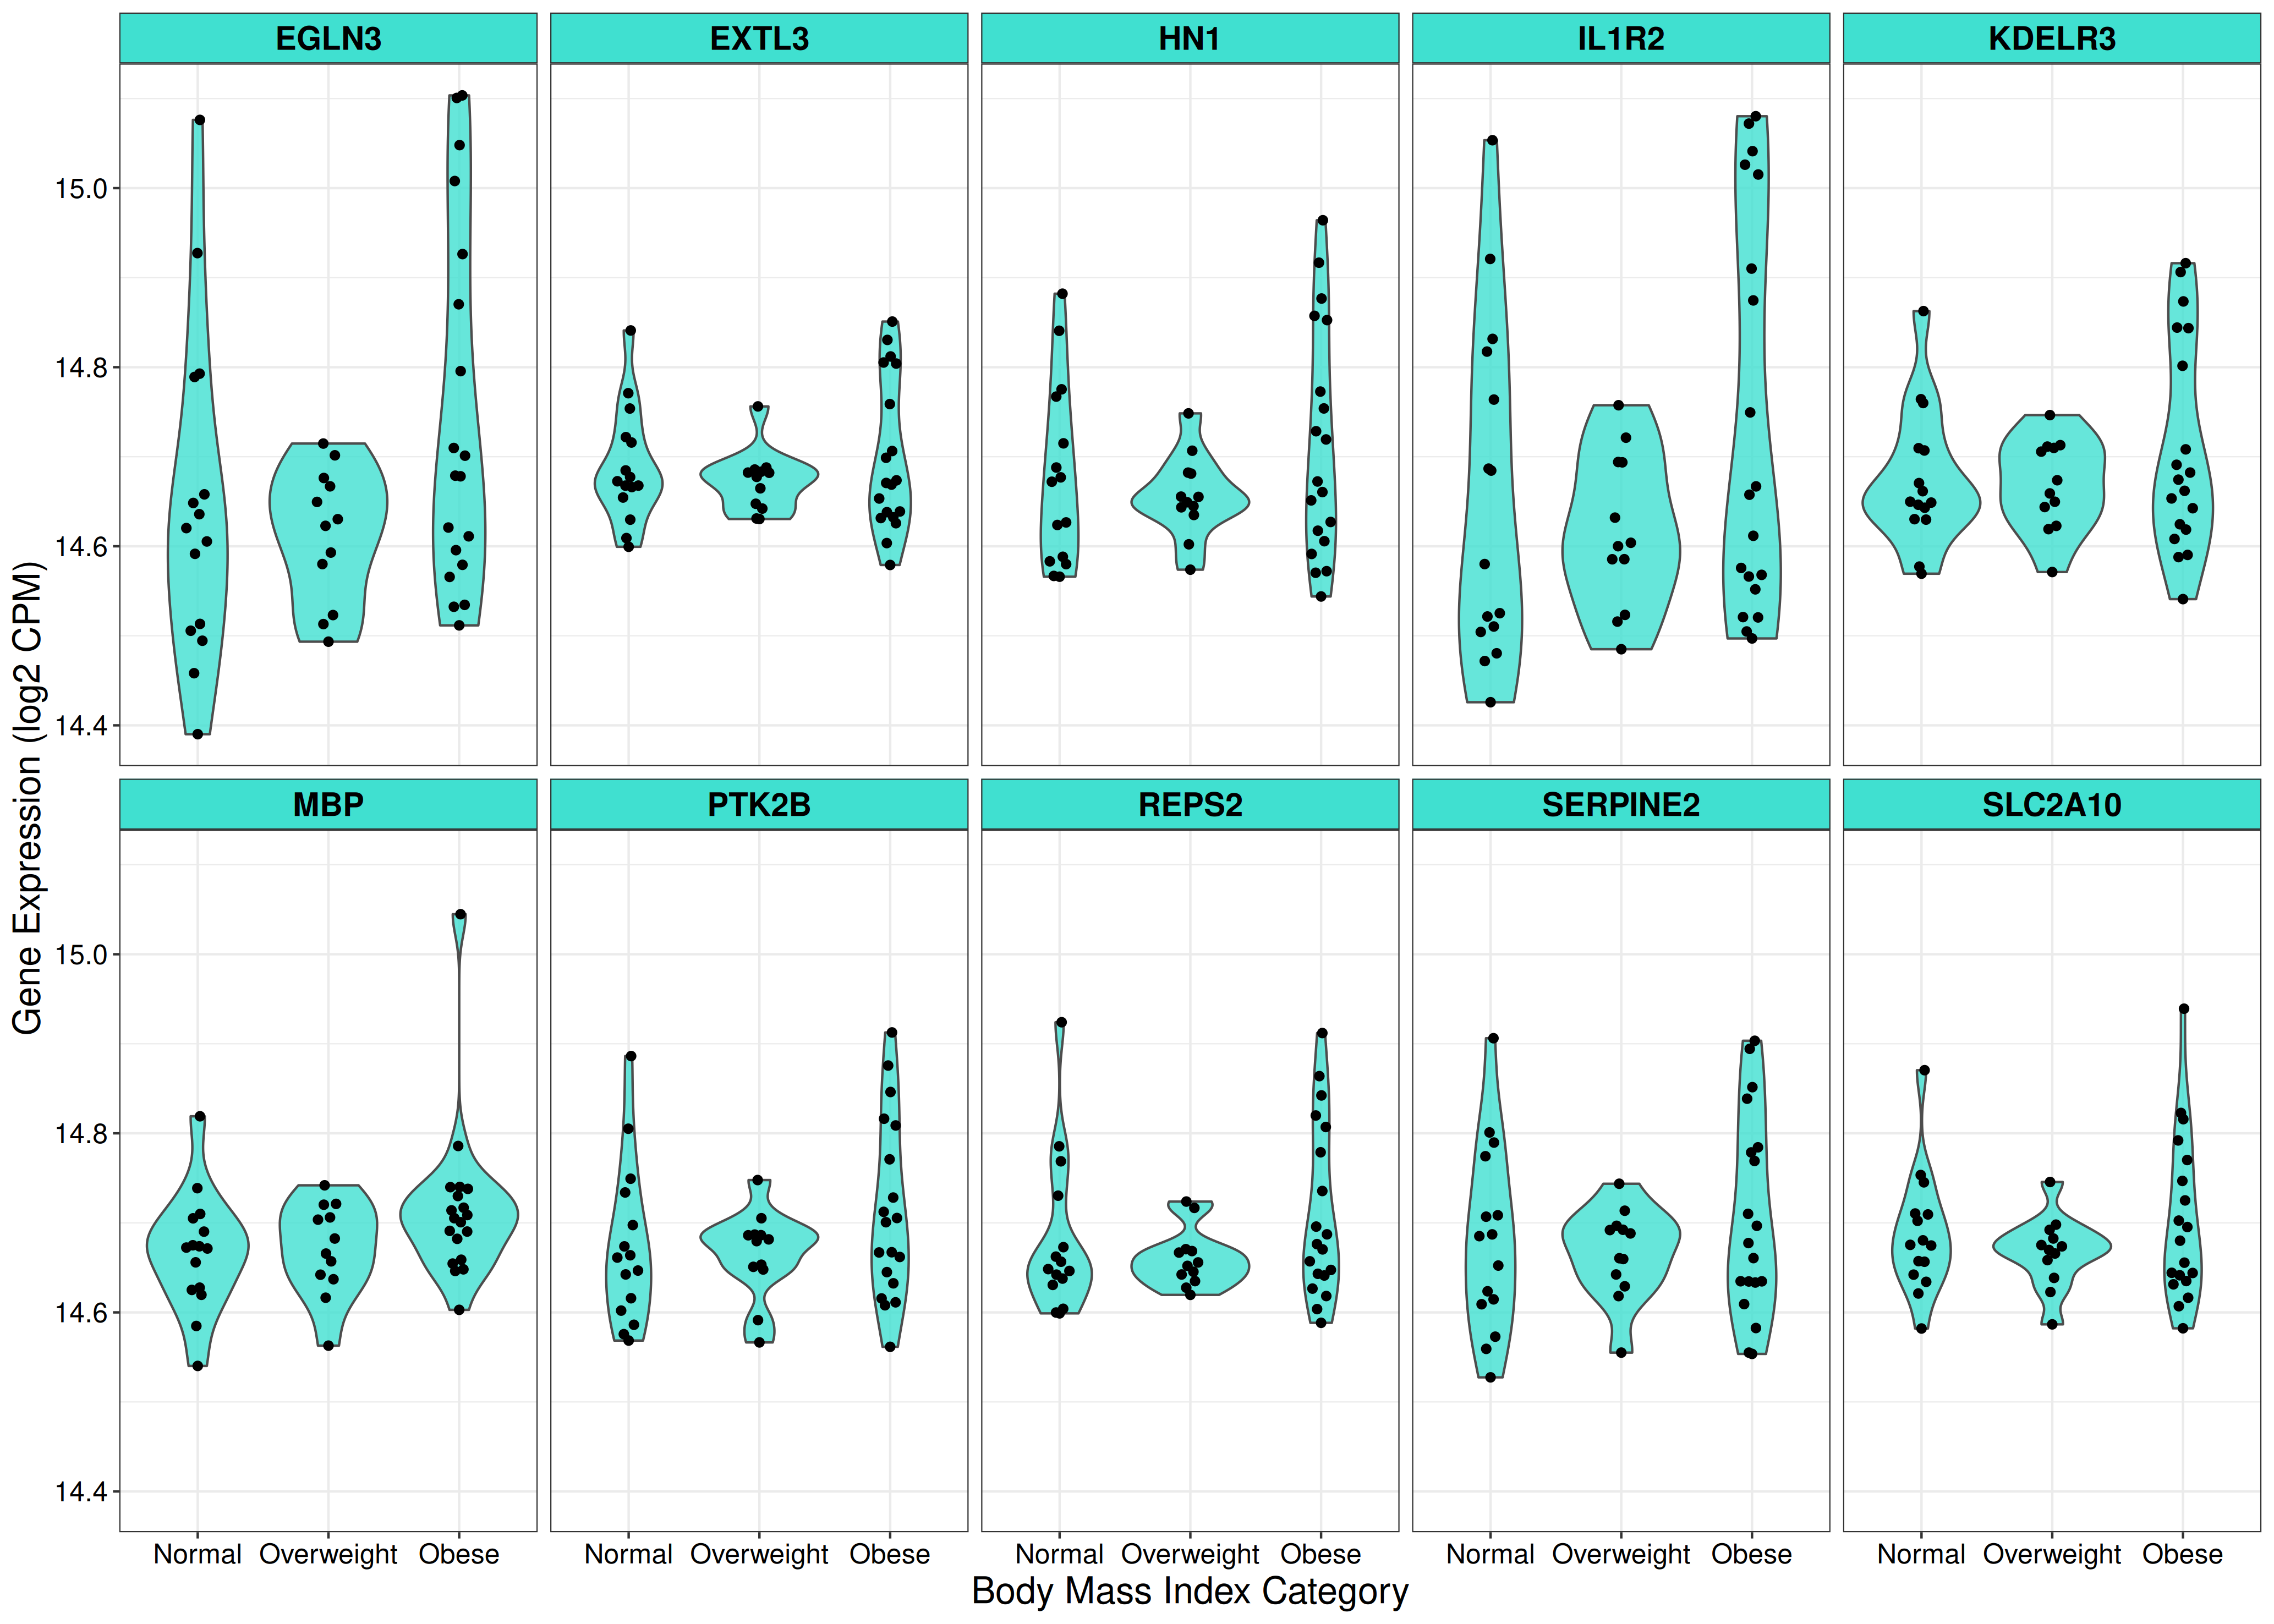 EGLN3 EXTL3 HN1 IL1R2 KDELR3
15.0
14.8
14.6
14.4
MBP PTK2B REPS2 SERPINE2 SLC2A10
15.0
14.8
14.6
14.4
Gene Expression (log2 CPM)
Normal Overweight Obese Normal Overweight Obese Normal Overweight Obese Normal Overweight Obese Normal Overweight Obese
Body Mass Index Category